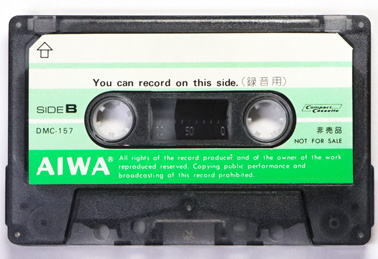 You can record on this side.(録音用)
SIDE B
Compact Cassette
DMC-157
50 0
非売品
NOT FOR SALE
AIWA®
All rights of the record producer and of the owner of the work
reproduced reserved. Copying public performance and
broadcasting of this record prohibited.